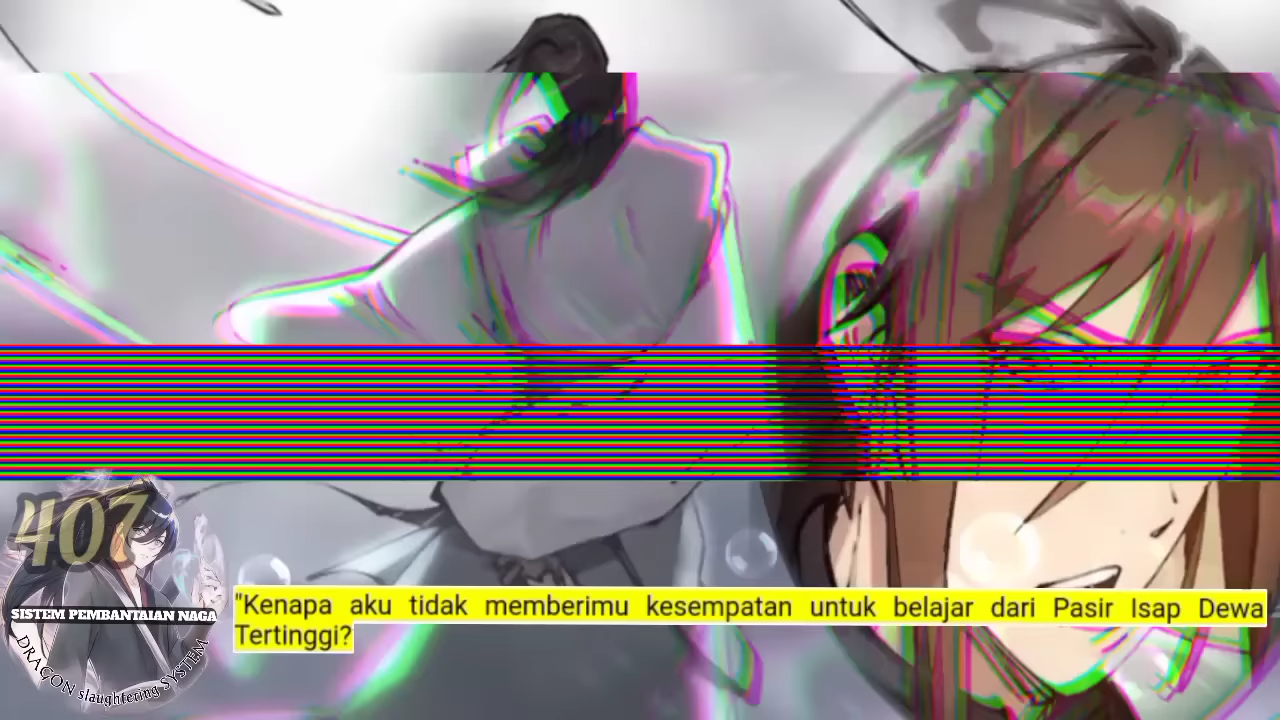 407
SISTEM PEMBANTAIAN NAGA
DRAGON slaughtering SYSTEM
"Kenapa aku tidak memberimu kesempatan untuk belajar dari Pasir Isap Dewa
Tertinggi?